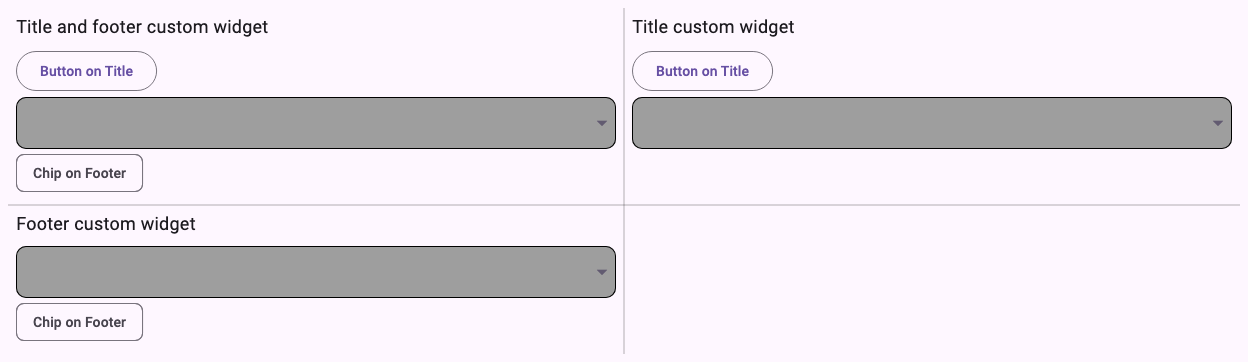 Title and footer custom widget
Button on Title
Chip on Footer
Title custom widget
Button on Title
Footer custom widget
Chip on Footer